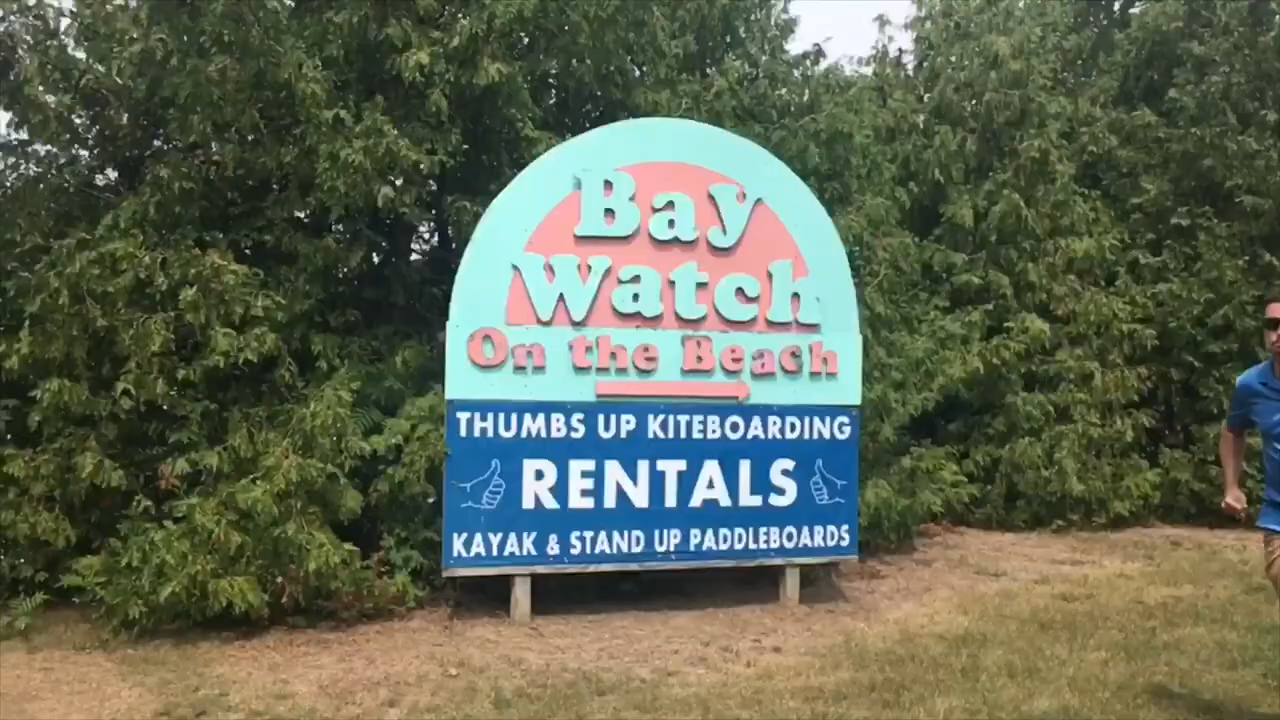 Bay
Watch
On the Beach
THUMBS UP KITEBOARDING
RENTALS
KAYAK & STAND UP PADDLEBOARDS